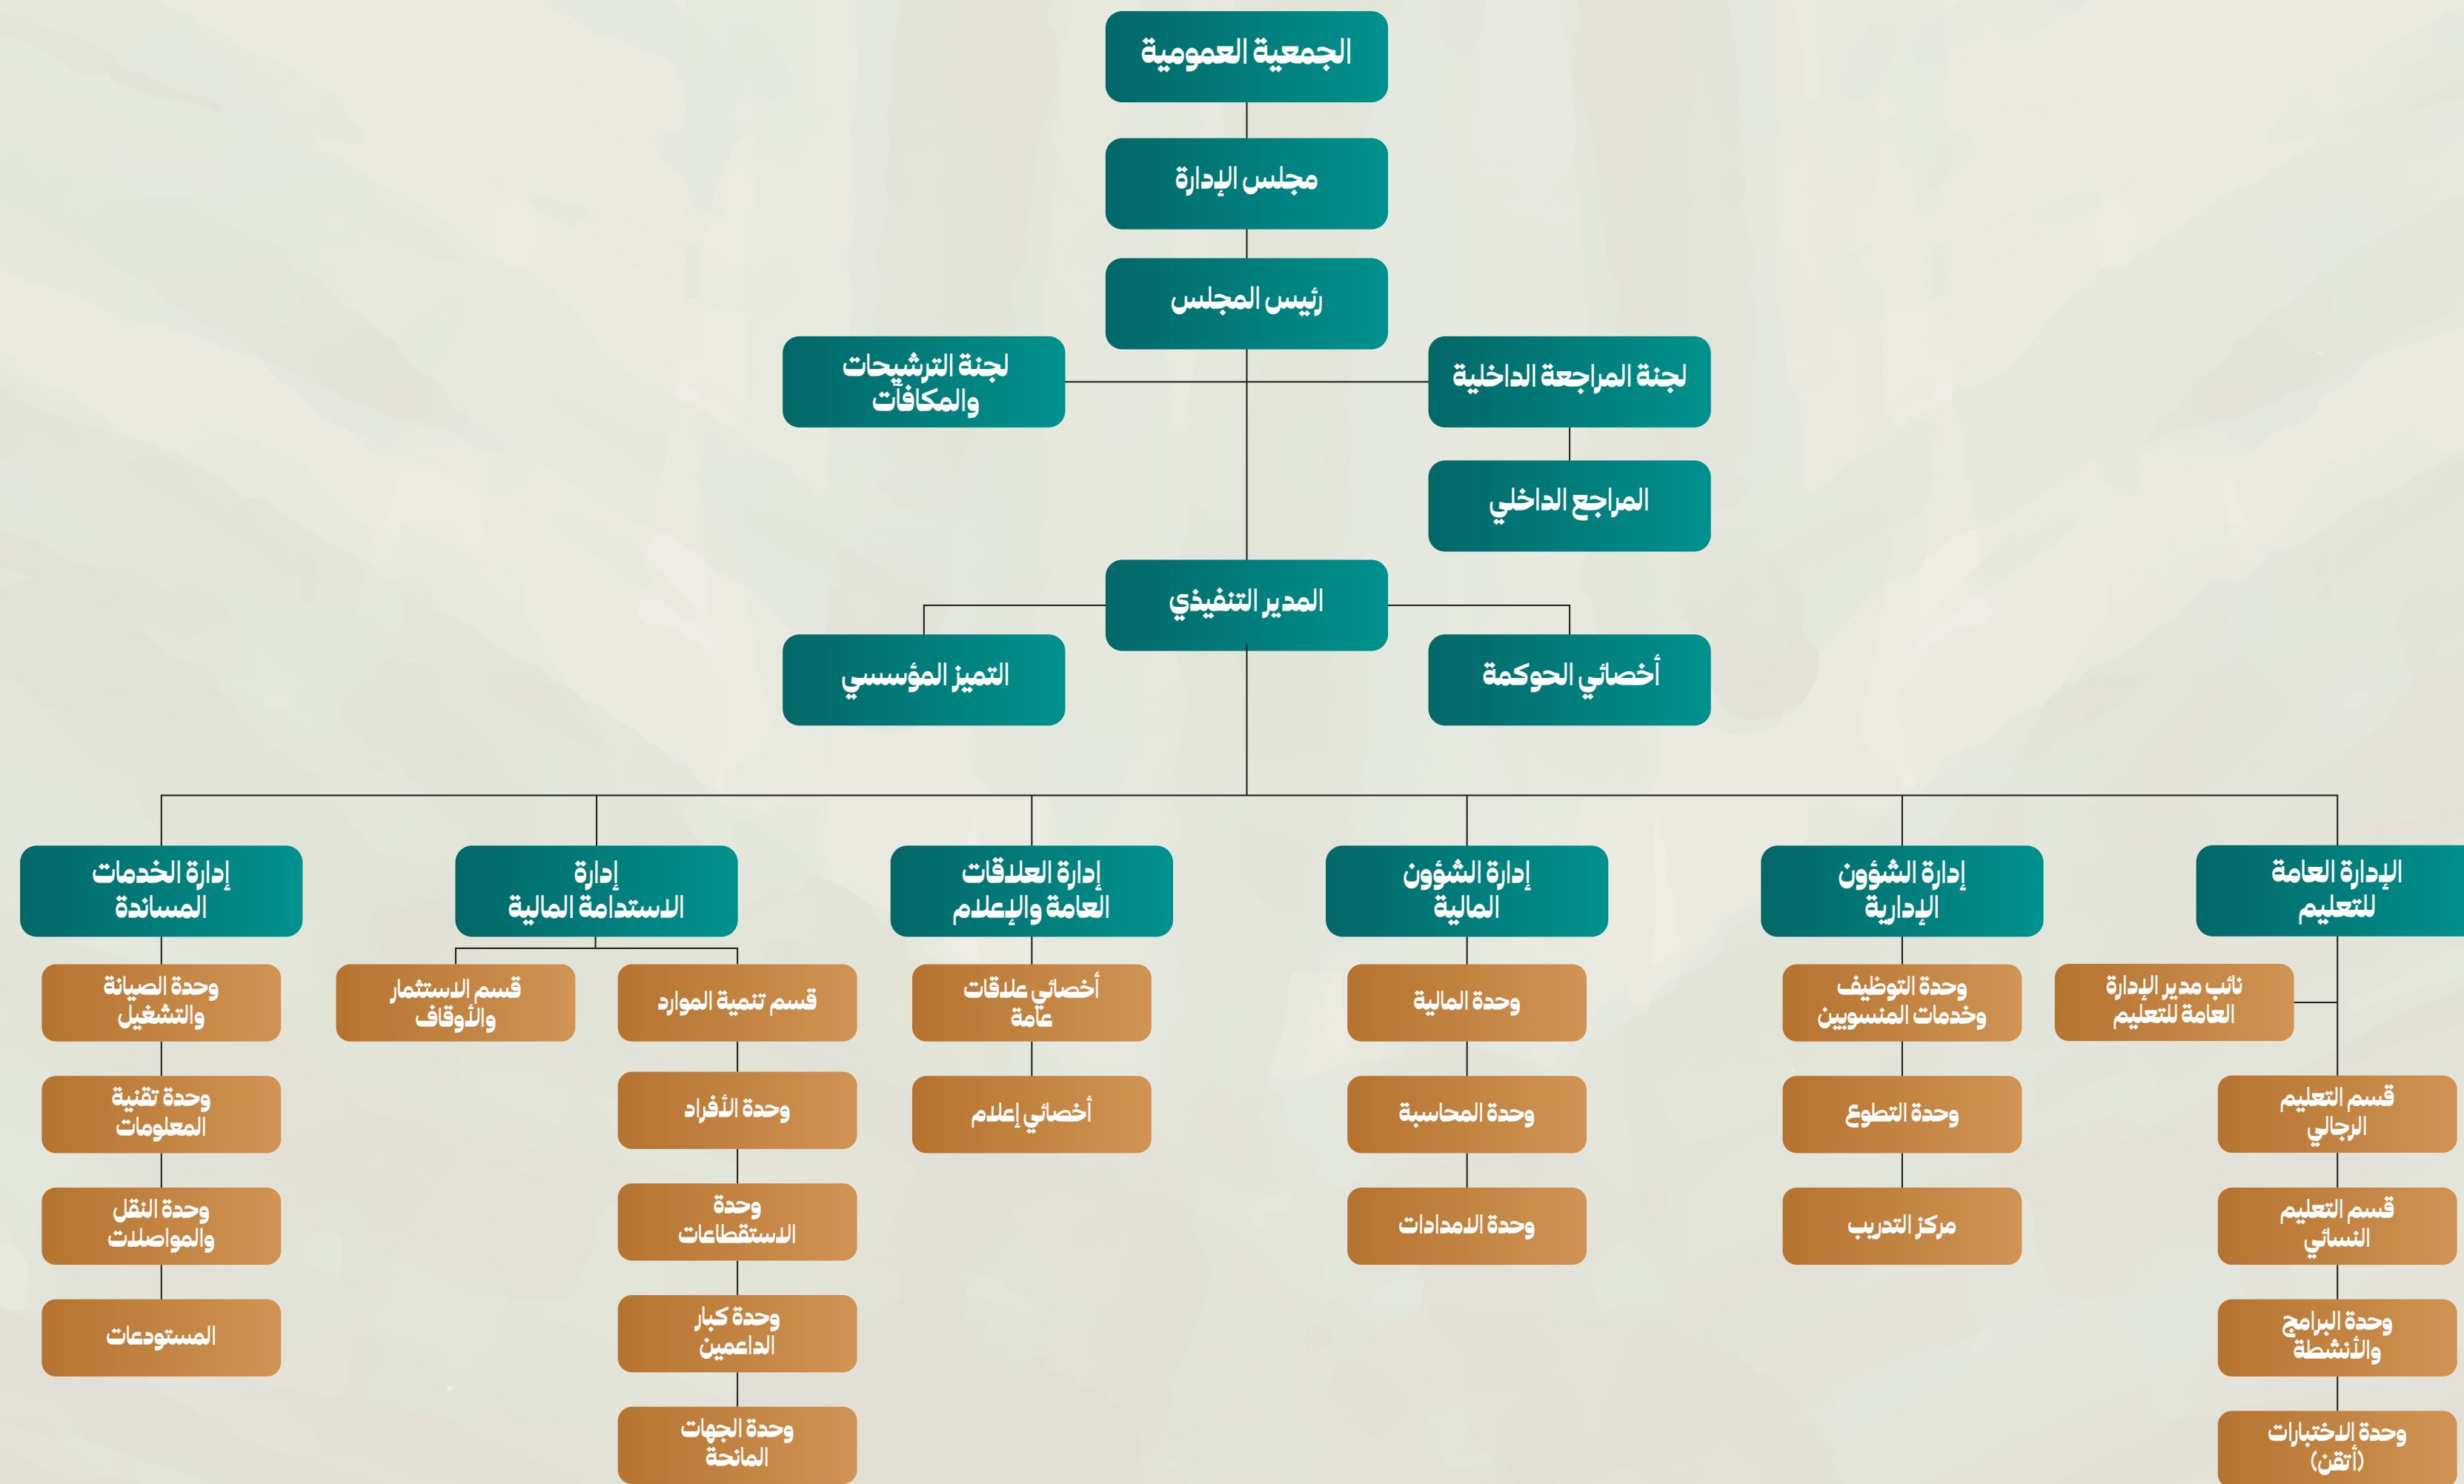 الجمعية العمومية
مجلس الإدارة
رئيس المجلس
لجنة المراجعة الداخلية
لجنة الترشيحات
والمكافآت
المراجع الداخلي
المدير التنفيذي
أخصائي الحوكمة
التميز المؤسسي
الإدارة العامة
للتعليم
نائب مدير الإدارة
العامة للتعليم
قسم التعليم
الرجالي
قسم التعليم
النسائي
وحدة البرامج
والأنشطة
وحدة الاختبارات
(أتقن)
إدارة الشؤون
الإدارية
وحدة التوظيف
وخدمات المنسوبين
وحدة التطوع
مركز التدريب
إدارة الشؤون
المالية
وحدة المالية
وحدة المحاسبة
وحدة الامدادات
إدارة العلاقات
العامة والإعلام
أخصائي علاقات
عامة
أخصائي إعلام
إدارة
الاستدامة المالية
قسم تنمية الموارد
وحدة الأفراد
وحدة
الاستقطاعات
وحدة كبار
الداعمين
وحدة الجهات
المانحة
قسم الاستثمار
والأوقاف
إدارة الخدمات
المساندة
وحدة الصيانة
والتشغيل
وحدة تقنية
المعلومات
وحدة النقل
والمواصلات
المستودعات